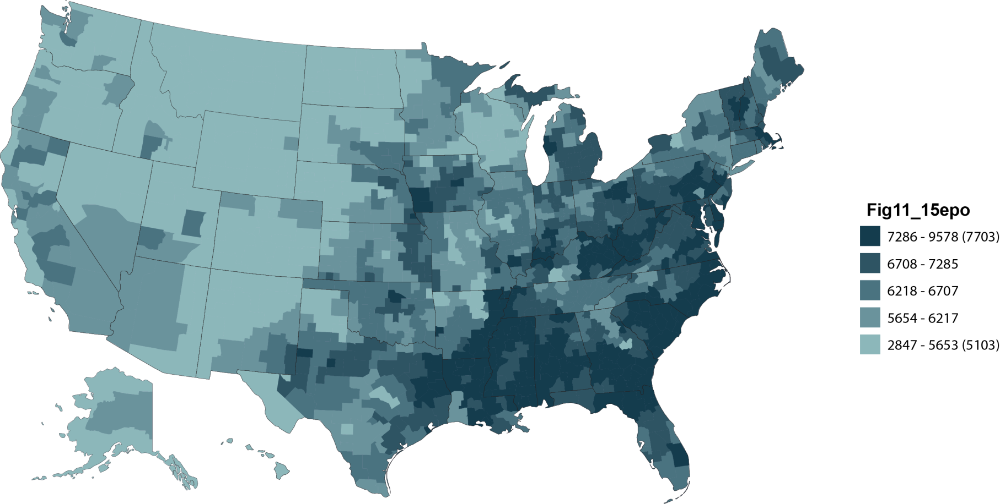 Fig11_15epo
7286 - 9578 (7703)
6708 - 7285
6218 - 6707
5654 - 6217
2847 - 5653 (5103)